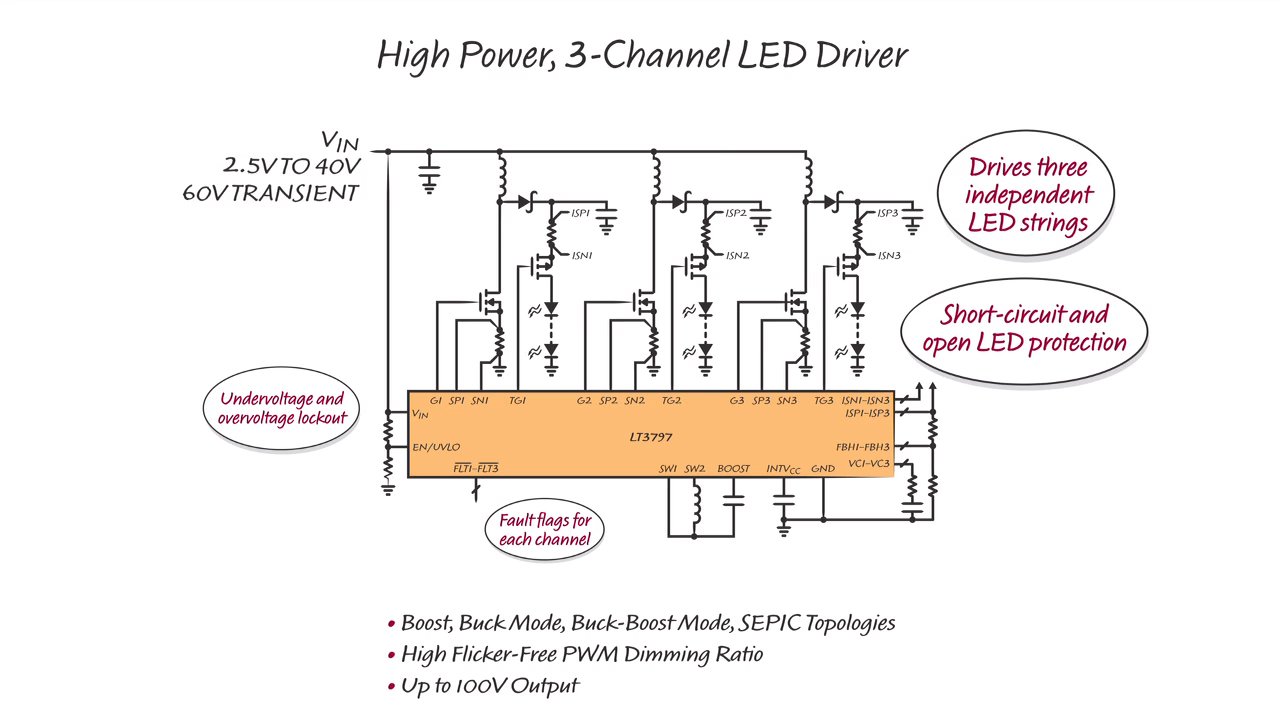 High Power, 3-Channel LED Driver
VIN
2.5V TO 40V
60V TRANSIENT
Drives three
independent
LED strings
ISP1
ISP2
ISP3
ISN1
ISN2
ISN3
Short-circuit and
open LED protection
Undervoltage and
overvoltage lockout
G1 SP1 SN1 TG1 G2 SP2 SN2 TG2 G3 SP3 SN3 TG3 ISN1-ISN3
VIN
ISP1-ISP3
LT3797
EN/UVLO
FBH1-FBH3
VC1-VC3
FLT1-FLT3
SW1 SW2 BOOST INTVCC GND
Fault flags for
each channel
• Boost, Buck Mode, Buck-Boost Mode, SEPIC Topologies
• High Flicker-Free PWM Dimming Ratio
• Up to 100V Output